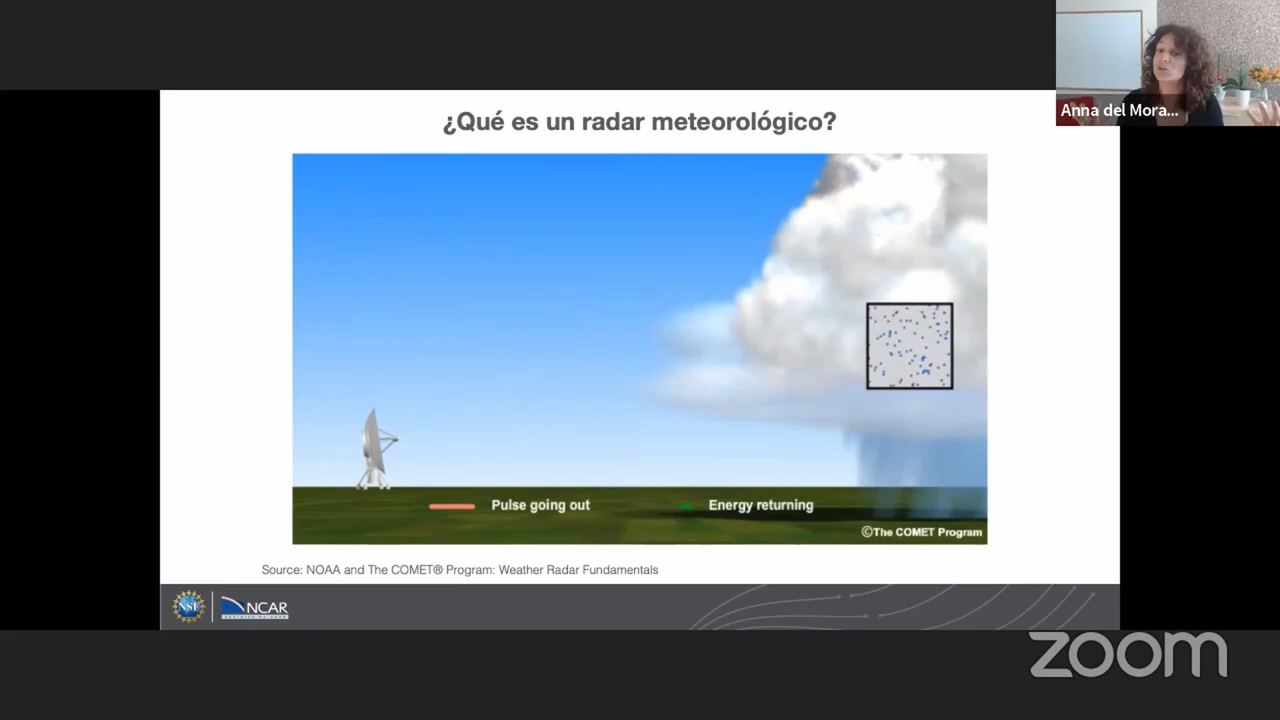 Anna del Mora...
¿Qué es un radar meteorológico?
Pulse going out
Energy returning
©The COMET Program
Source: NOAA and The COMET® Program: Weather Radar Fundamentals
NSF
NCAR
zoom